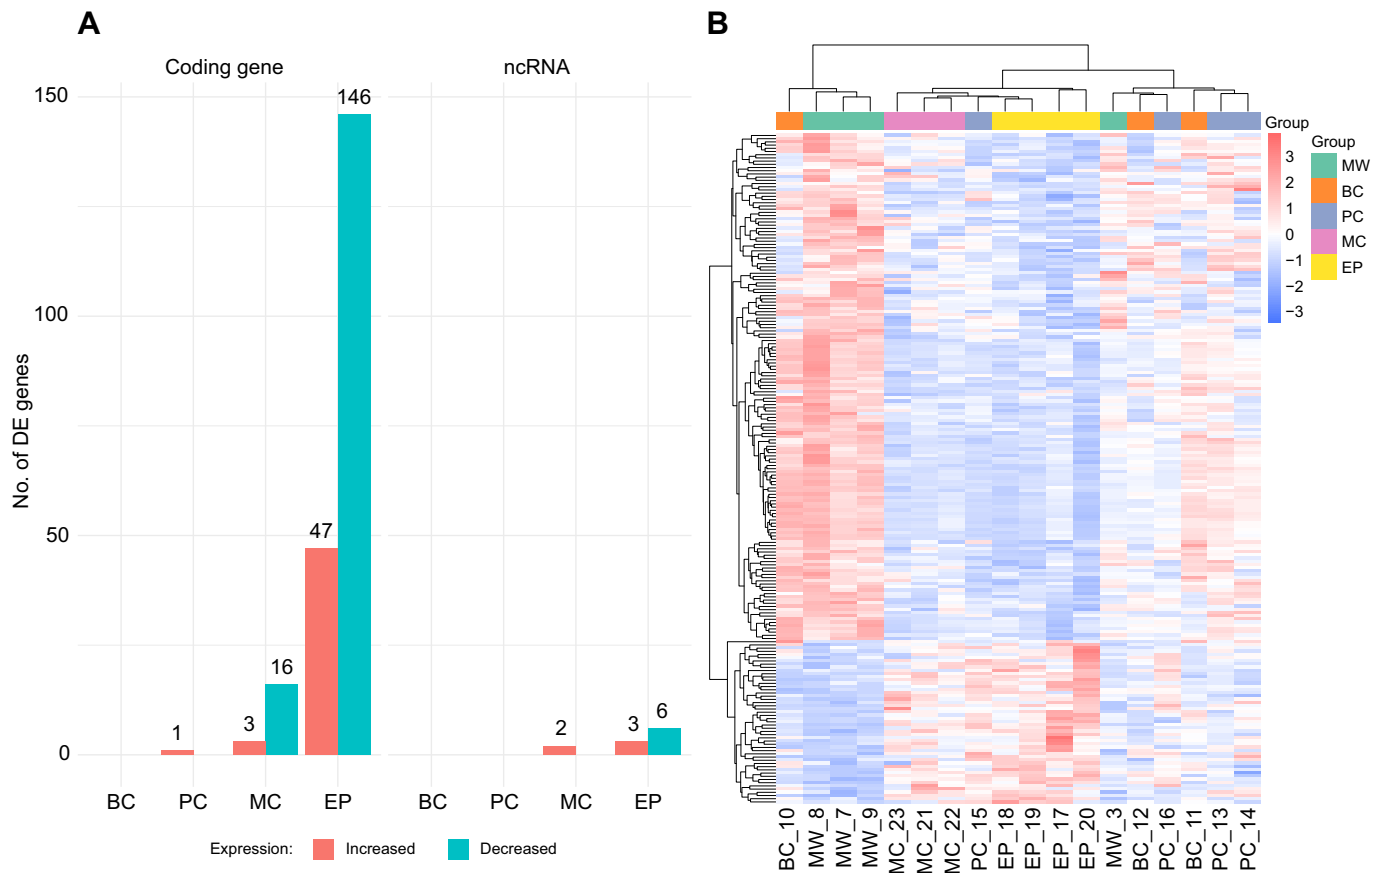 A
B
Coding gene
ncRNA
No. of DE genes
150
100
50
0
146
47
16
3
1
2
3
6
BC
PC
MC
EP
BC
PC
MC
EP
Expression:
Increased
Decreased
Group
3
2
1
0
−1
−2
−3
Group
MW
BC
PC
MC
EP
BC_10
MW_8
MW_7
MW_9
MC_23
MC_21
MC_22
PC_15
EP_18
EP_19
EP_17
EP_20
MW_3
BC_12
PC_16
BC_11
PC_13
PC_14